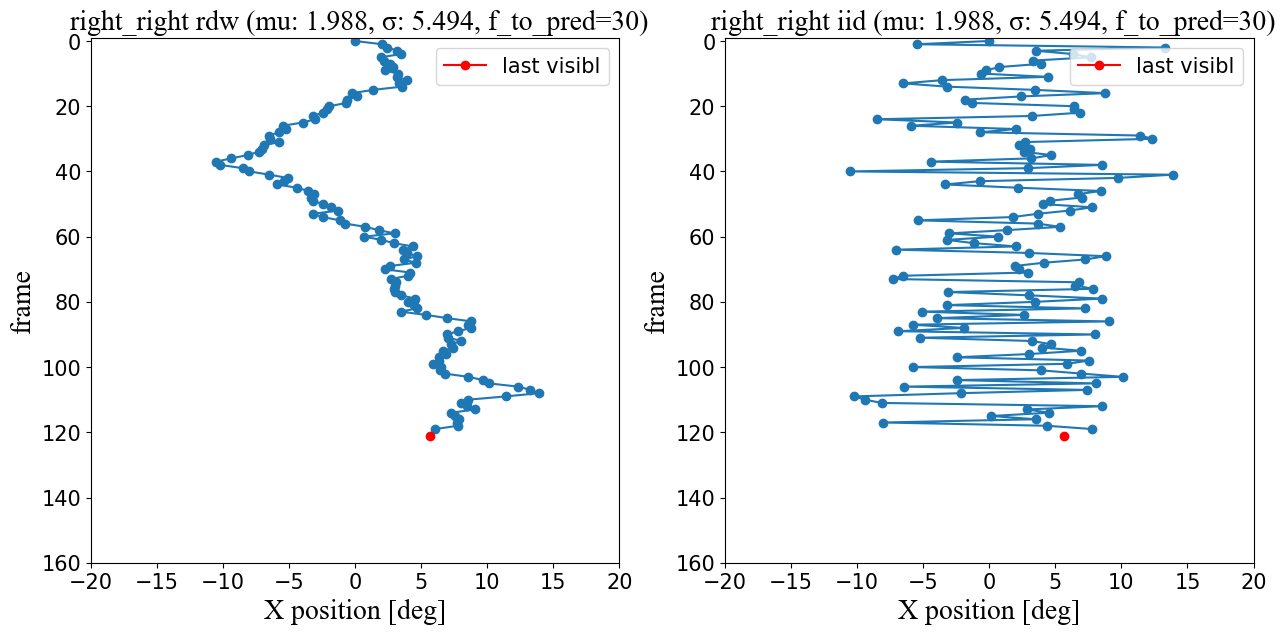 right_right rdw (mu: 1.988, σ: 5.494, f_to_pred=30)
last visibl
0
20
40
60
80
100
120
140
160
frame
−20 −15 −10 −5 0 5 10 15 20
X position [deg]
right_right iid (mu: 1.988, σ: 5.494, f_to_pred=30)
last visibl
0
20
40
60
80
100
120
140
160
frame
−20 −15 −10 −5 0 5 10 15 20
X position [deg]